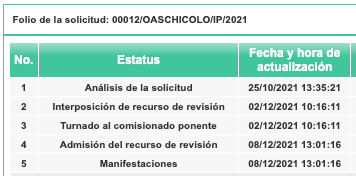 Folio de la solicitud: 00012/OASCHICOLO/IP/2021
No. Estatus Fecha y hora de actualización
1 Análisis de la solicitud 25/10/2021 13:35:21
2 Interposición de recurso de revisión 02/12/2021 10:16:11
3 Turnado al comisionado ponente 02/12/2021 10:16:11
4 Admisión del recurso de revisión 08/12/2021 13:01:16
5 Manifestaciones 08/12/2021 13:01:16